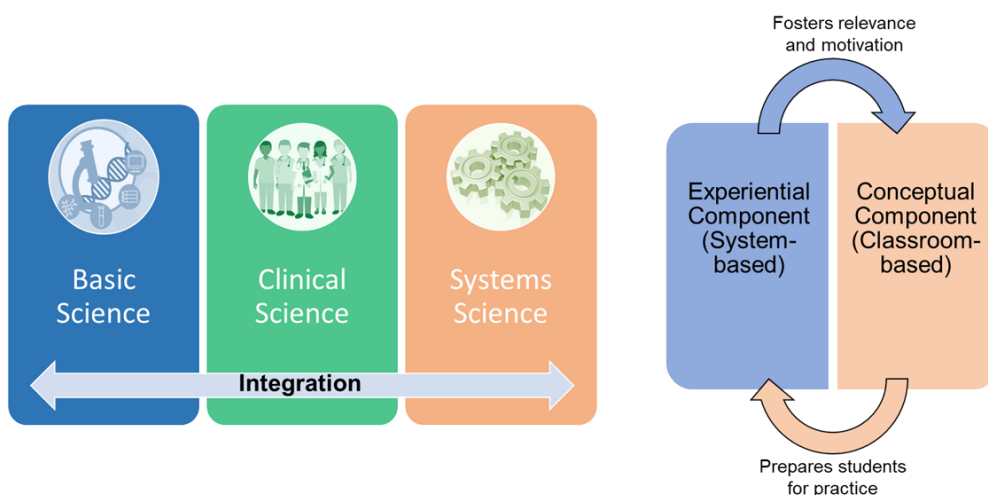 Basic
Science
Clinical
Science
Systems
Science
Integration
Fosters relevance
and motivation
Experiential
Component
(System-
based)
Conceptual
Component
(Classroom-
based)
Prepares students
for practice